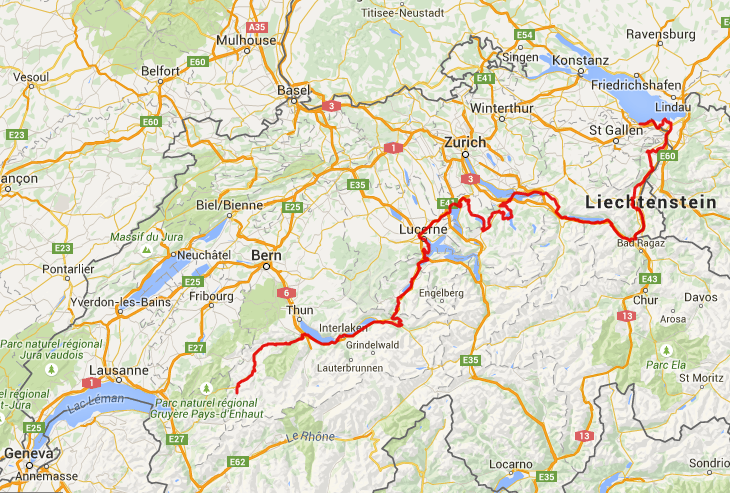 Titisee-Neustadt
Ravensburg
A35
Mulhouse
E54
Singen
Konstanz
Vesoul
E60
Belfort
E41
Friedrichshafen
Basel
Lindau
3
Winterthur
E60
St Gallen
E23
1
Zurich
E60
ançon
E35
3
Liechtenstein
Biel/Bienne
E25
E4
Lucerne
Massif du Jura
E23
Neuchâtel
Bern
Bad Ragaz
Pontarlier
E25
6
Engelberg
E43
Yverdon-les-Bains
Fribourg
Chur
Davos
Thun
Interlaken
13
Arosa
Parc naturel régional
Jura vaudois
E27
Grindelwald
E35
Parc Ela
Lausanne
Lauterbrunnen
1
St Moritz
el régional
t-Jura
Lac Léman
Parc naturel régional
Gruyère Pays-d'Enhaut
E25
E27
Le Rhône
13
Geneva
E62
Sondrio
Annemasse
Locarno
E35